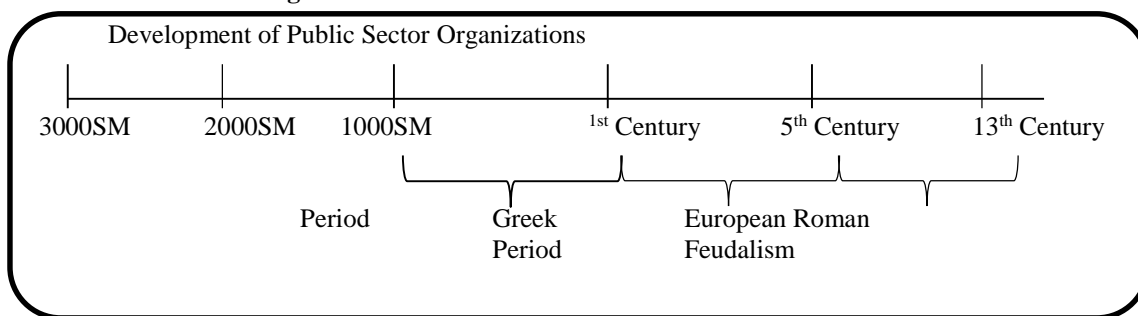 Development of Public Sector Organizations
3000SM 2000SM 1000SM 1st Century 5th Century 13th Century
Period Greek European Roman
Period Feudalism